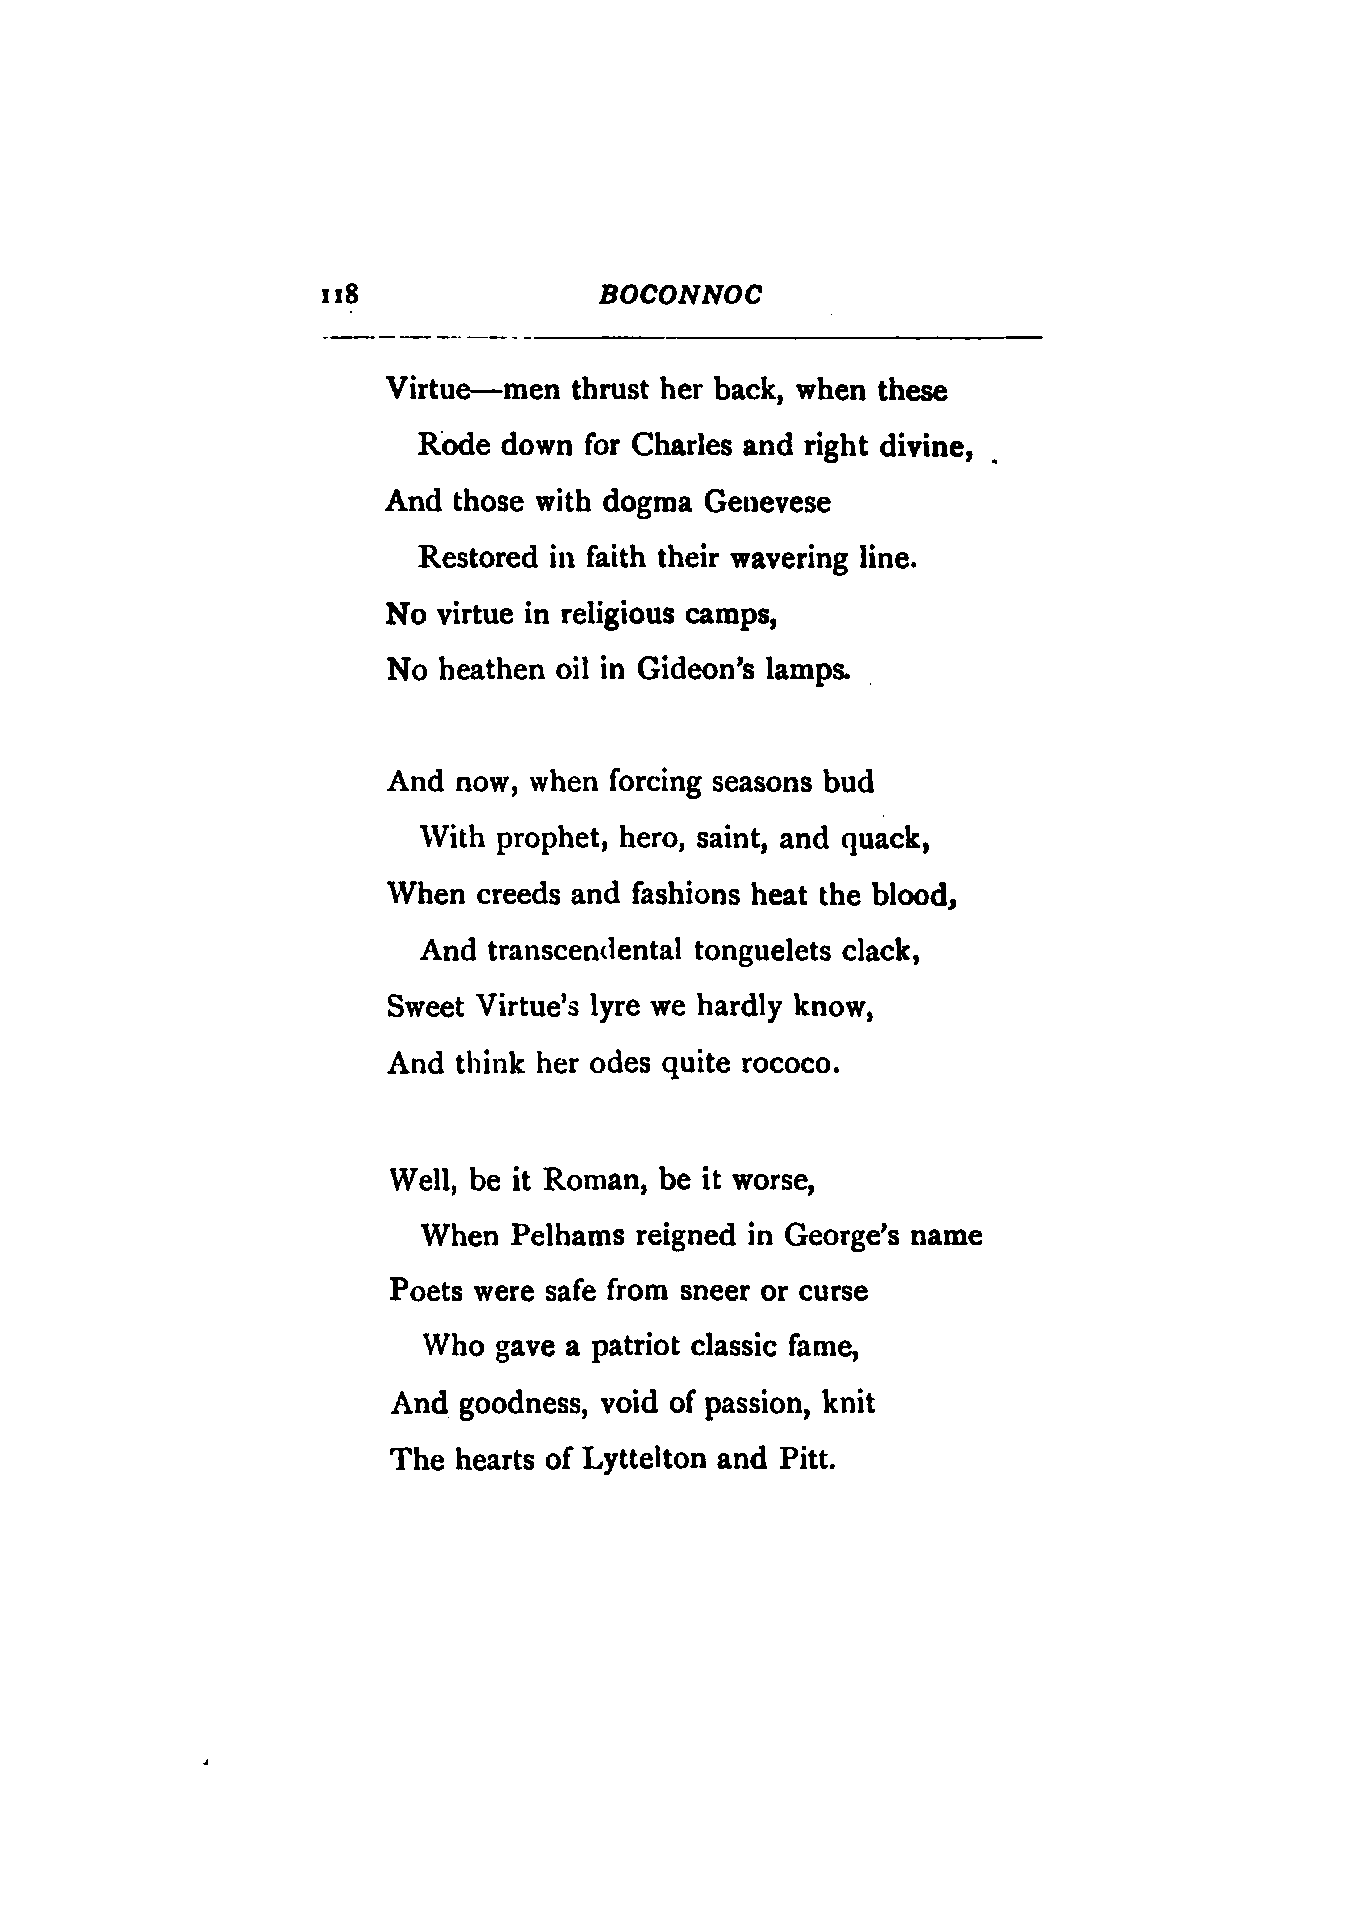 118 BOCONNOC
Virtue—men thrust her back, when these
Rode down for Charles and right divine,
And those with dogma Genevese
Restored in faith their wavering line.
No virtue in religious camps,
No heathen oil in Gideon's lamps.
And now, when forcing seasons bud
With prophet, hero, saint, and quack,
When creeds and fashions heat the blood,
And transcendental tonguelets clack,
Sweet Virtue's lyre we hardly know,
And think her odes quite rococo.
Well, be it Roman, be it worse,
When Pelhams reigned in George's name
Poets were safe from sneer or curse
Who gave a patriot classic fame,
And goodness, void of passion, knit
The hearts of Lyttelton and Pitt.